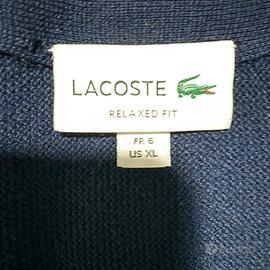 LACOSTE
RELAXED FIT
FR 6
US XL